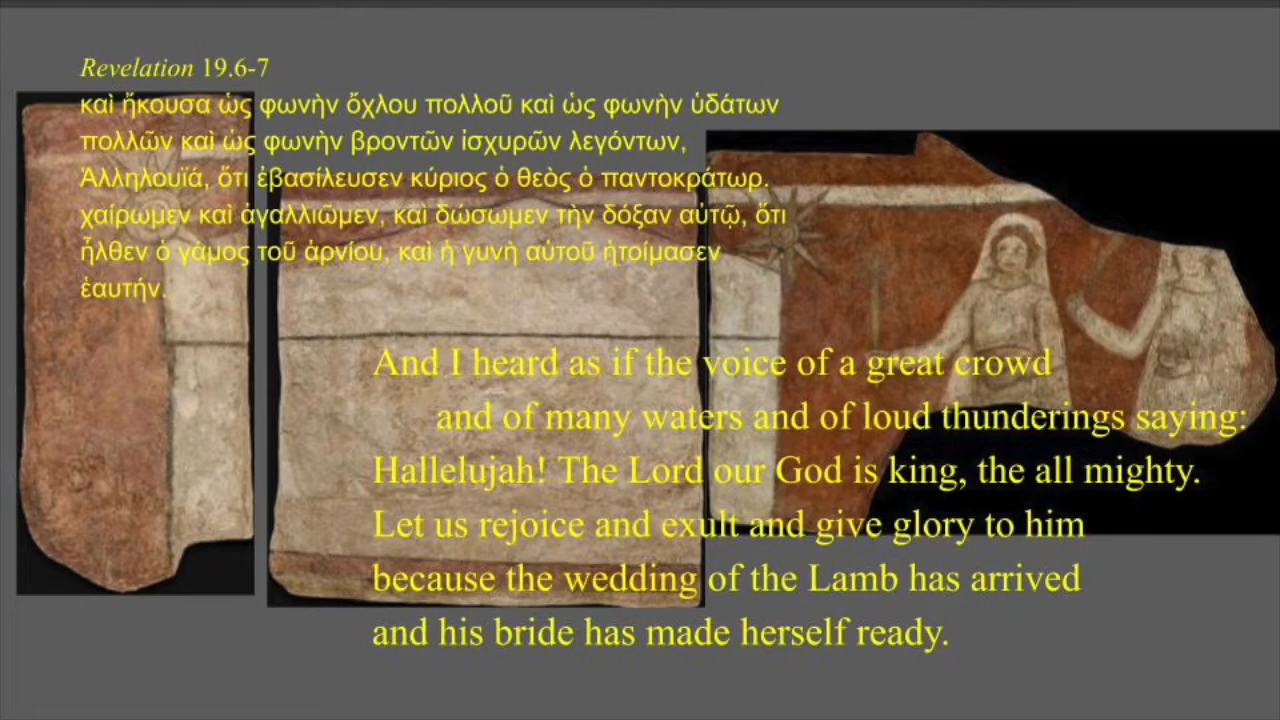 Revelation 19.6-7
καὶ ἤκουσα ὡς φωνὴν ὄχλου πολλοῦ καὶ ὡς φωνὴν ὑδάτων
πολλῶν καὶ ὡς φωνὴν βροντῶν ἰσχυρῶν λεγόντων,
Ἁλληλουϊά, ὅτι ἐβασίλευσεν κύριος ὁ θεὸς ὁ παντοκράτωρ.
χαίρωμεν καὶ ἀγαλλιῶμεν, καὶ δώσωμεν τὴν δόξαν αὐτῷ, ὅτι
ἦλθεν ὁ γάμος τοῦ ἀρνίου, καὶ ἡ γυνὴ αὐτοῦ ἡτοίμασεν
ἑαυτήν.
And I heard as if the voice of a great crowd
and of many waters and of loud thunderings saying:
Hallelujah! The Lord our God is king, the all mighty.
Let us rejoice and exult and give glory to him
because the wedding of the Lamb has arrived
and his bride has made herself ready.